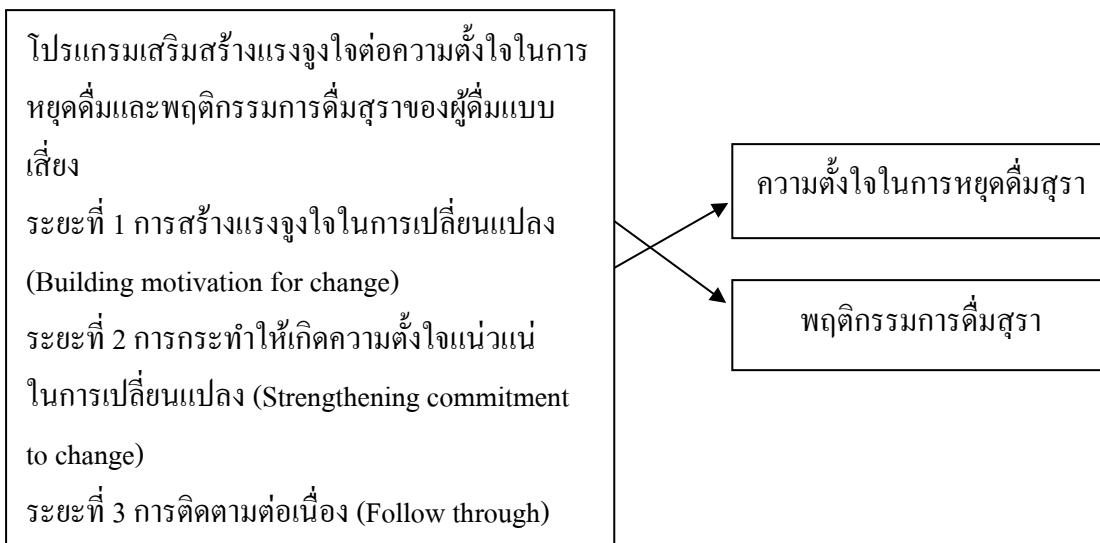 โปรแกรมเสริมสร้างแรงจูงใจต่อความตั้งใจในการ
หยุดดื่มและพฤติกรรมการดื่มสุราของผู้ดื่มแบบ
เสี่ยง
ระยะที่ 1 การสร้างแรงจูงใจในการเปลี่ยนแปลง
(Building motivation for change)
ระยะที่ 2 การกระทำให้เกิดความตั้งใจแน่วแน่
ในการเปลี่ยนแปลง (Strengthening commitment
to change)
ระยะที่ 3 การติดตามต่อเนื่อง (Follow through)
ความตั้งใจในการหยุดดื่มสุรา
พฤติกรรมการดื่มสุรา